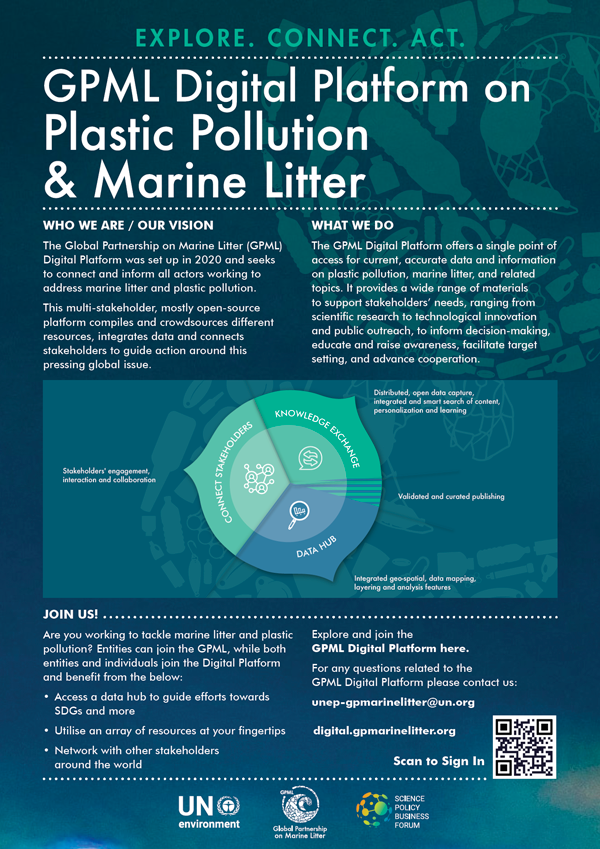 EXPLORE. CONNECT. ACT.
GPML Digital Platform on
Plastic Pollution
& Marine Litter
WHO WE ARE / OUR VISION
The Global Partnership on Marine Litter (GPML)
Digital Platform was set up in 2020 and seeks
to connect and inform all actors working to
address marine litter and plastic pollution.
This multi-stakeholder, mostly open-source
platform compiles and crowdsources different
resources, integrates data and connects
stakeholders to guide action around this
pressing global issue.
WHAT WE DO
The GPML Digital Platform offers a single point of
access for current, accurate data and information
on plastic pollution, marine litter, and related
topics. It provides a wide range of materials
to support stakeholders' needs, ranging from
scientific research to technological innovation
and public outreach, to inform decision-making,
educate and raise awareness, facilitate target
setting, and advance cooperation.
Distributed, open data capture,
integrated and smart search of content,
personalization and learning
KNOWLEDGE EXCHANGE
CONNECT STAKEHOLDERS
Stakeholders' engagement,
interaction and collaboration
Validated and curated publishing
DATA HUB
Integrated geo-spatial, data mapping,
layering and analysis features
JOIN US!
Are you working to tackle marine litter and plastic
pollution? Entities can join the GPML, while both
entities and individuals join the Digital Platform
and benefit from the below:
• Access a data hub to guide efforts towards
SDGs and more
• Utilise an array of resources at your fingertips
• Network with other stakeholders
around the world
Explore and join the
GPML Digital Platform here.
For any questions related to the
GPML Digital Platform please contact us:
unep-gpmarinelitter@un.org
digital.gpmarinelitter.org
Scan to Sign In
UN
environment
GPML
Global Partnership
on Marine Litter
SCIENCE
POLICY
BUSINESS
FORUM